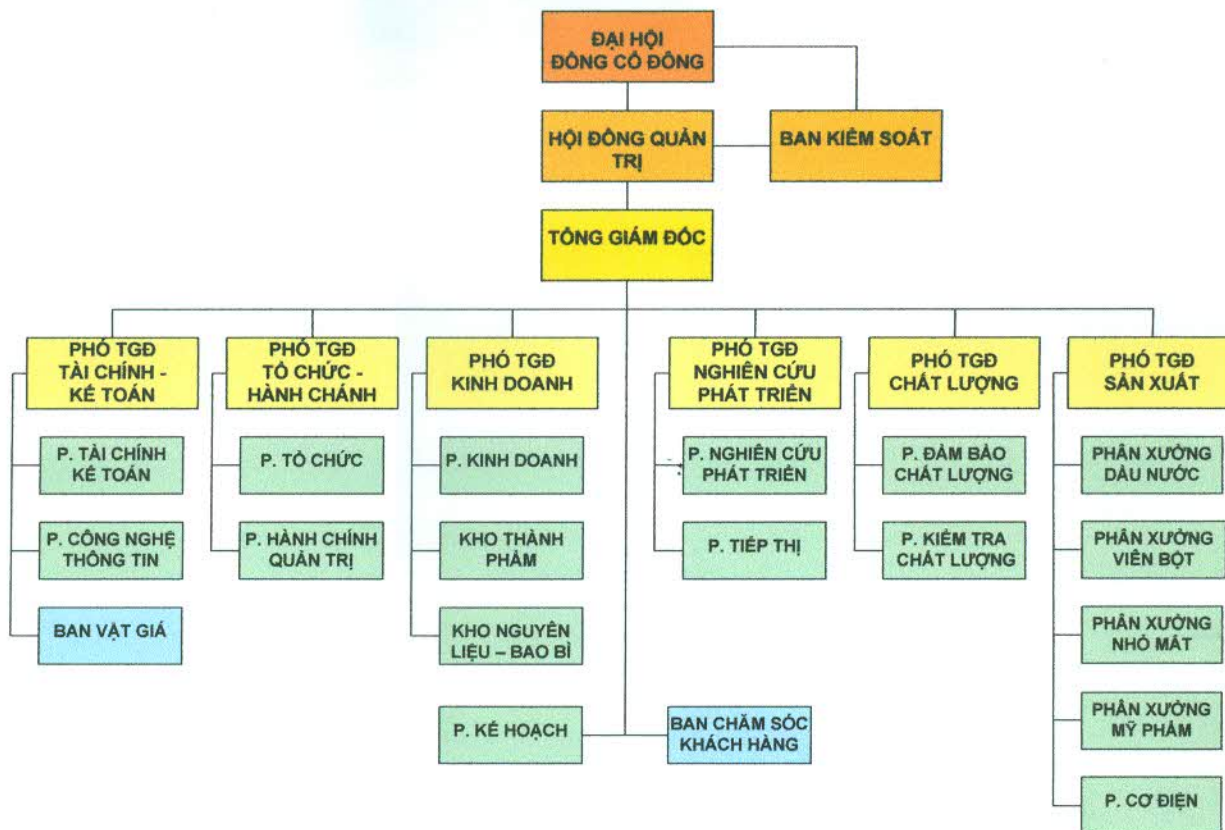 ĐẠI HỘI
ĐỒNG CỔ ĐÔNG
HỘI ĐỒNG QUẢN
TRỊ
BAN KIỂM SOÁT
TỔNG GIÁM ĐỐC
PHÓ TGĐ
TÀI CHÍNH -
KẾ TOÁN
PHÓ TGĐ
TỔ CHỨC -
HÀNH CHÁNH
PHÓ TGĐ
KINH DOANH
PHÓ TGĐ
NGHIÊN CỨU
PHÁT TRIỂN
PHÓ TGĐ
CHẤT LƯỢNG
PHÓ TGĐ
SẢN XUẤT
P. TÀI CHÍNH
KẾ TOÁN
P. TỔ CHỨC
P. KINH DOANH
P. NGHIÊN CỨU
PHÁT TRIỂN
P. ĐẢM BẢO
CHẤT LƯỢNG
PHÂN XƯỞNG
DẦU NƯỚC
P. CÔNG NGHỆ
THÔNG TIN
P. HÀNH CHÍNH
QUẢN TRỊ
KHO THÀNH
PHẨM
P. TIẾP THỊ
P. KIỂM TRA
CHẤT LƯỢNG
PHÂN XƯỞNG
VIÊN BỘT
BAN VẬT GIÁ
KHO NGUYÊN
LIỆU – BAO BÌ
PHÂN XƯỞNG
NHỎ MẮT
P. KẾ HOẠCH
BAN CHĂM SÓC
KHÁCH HÀNG
PHÂN XƯỞNG
MỸ PHẨM
P. CƠ ĐIỆN